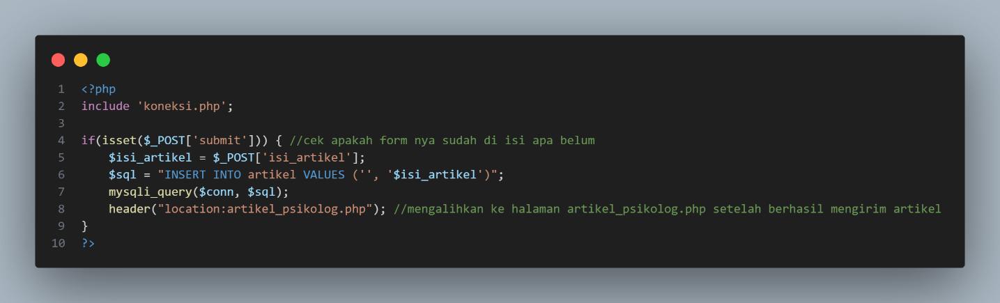 1 <?php
2 include 'koneksi.php';
3
4 if(isset($_POST['submit'])) { //cek apakah form nya sudah di isi apa belum
5     $isi_artikel = $_POST['isi_artikel'];
6     $sql = "INSERT INTO artikel VALUES ('', '$isi_artikel')";
7     mysqli_query($conn, $sql);
8     header("location:artikel_psikolog.php"); //mengalihkan ke halaman artikel_psikolog.php setelah berhasil mengirim artikel
9 }
10 ?>